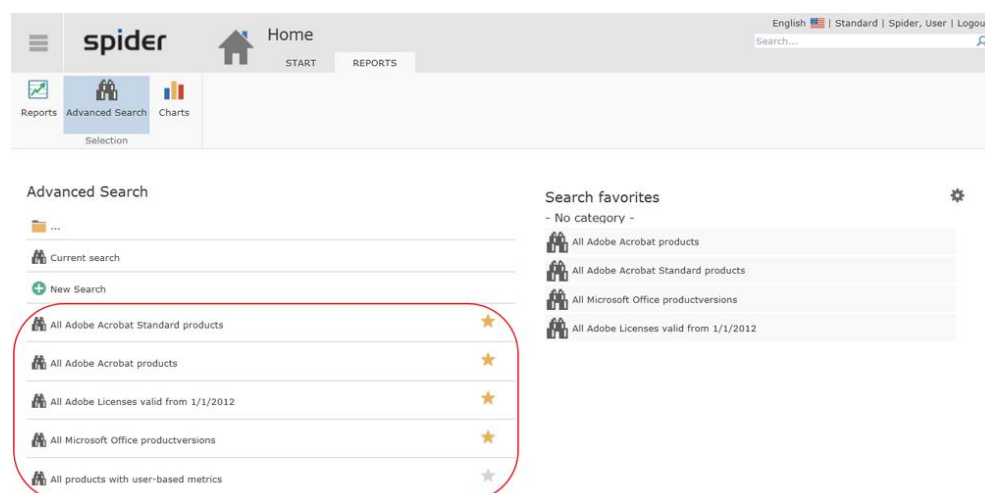 English | Standard | Spider, User | Logou
Search...
spider
Home
START REPORTS
Reports Advanced Search Charts
Selection
Advanced Search
...
Current search
New Search
All Adobe Acrobat Standard products
All Adobe Acrobat products
All Adobe Licenses valid from 1/1/2012
All Microsoft Office productversions
All products with user-based metrics
Search favorites
- No category -
All Adobe Acrobat products
All Adobe Acrobat Standard products
All Microsoft Office productversions
All Adobe Licenses valid from 1/1/2012